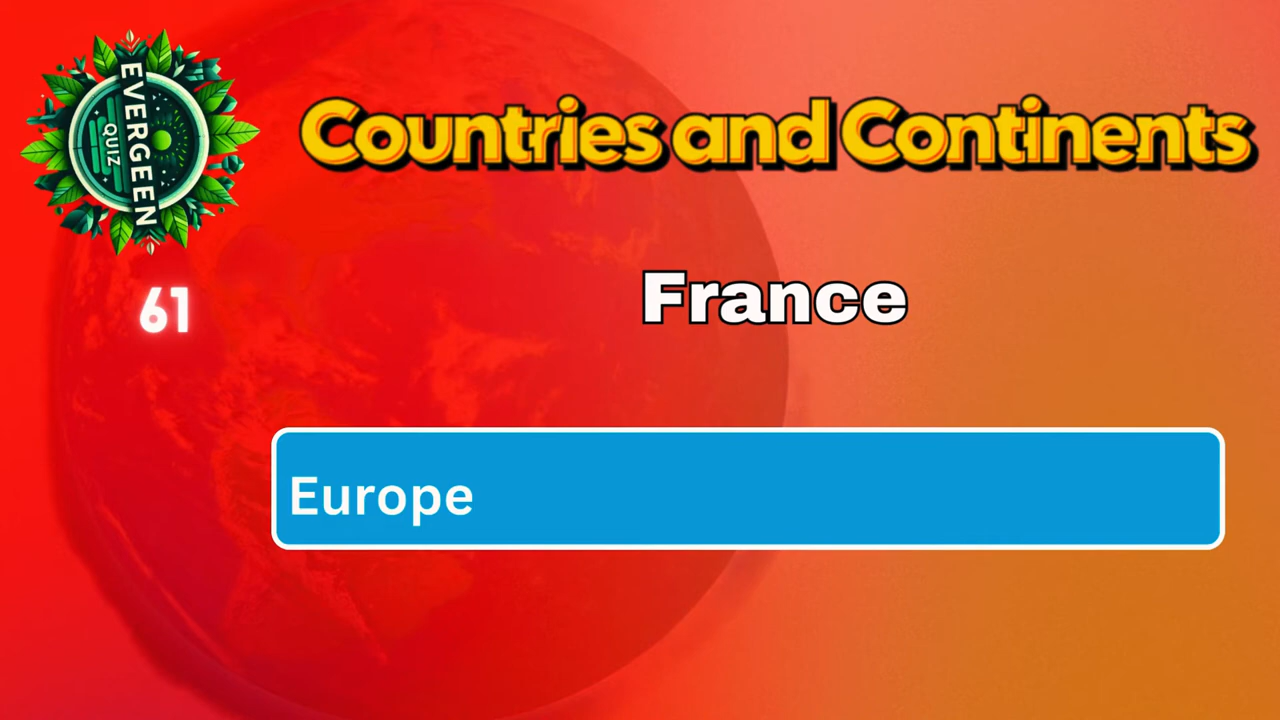 EVERGEEN
QUIZ
Countries and Continents
61
France
Europe